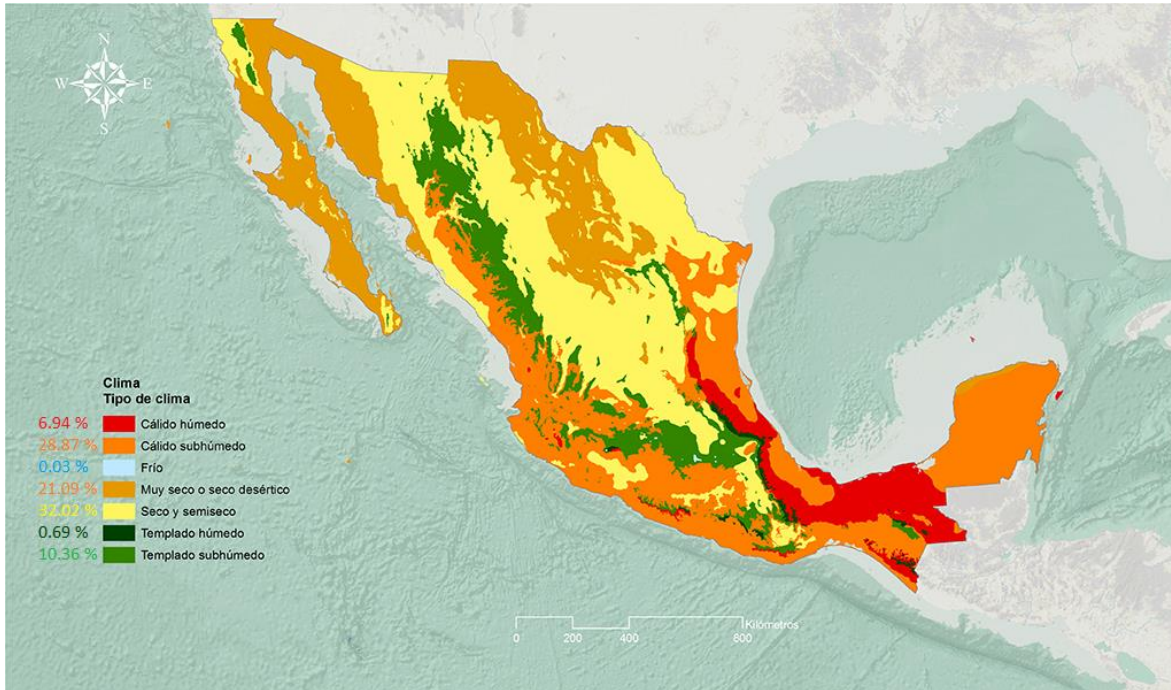 N
W E
S
Clima
Tipo de clima
6.94 % Cálido húmedo
28.87 % Cálido subhúmedo
0.03 % Frío
21.09 % Muy seco o seco desértico
32.02 % Seco y semiseco
0.69 % Templado húmedo
10.36 % Templado subhúmedo
Kilómetros
0 200 400 800